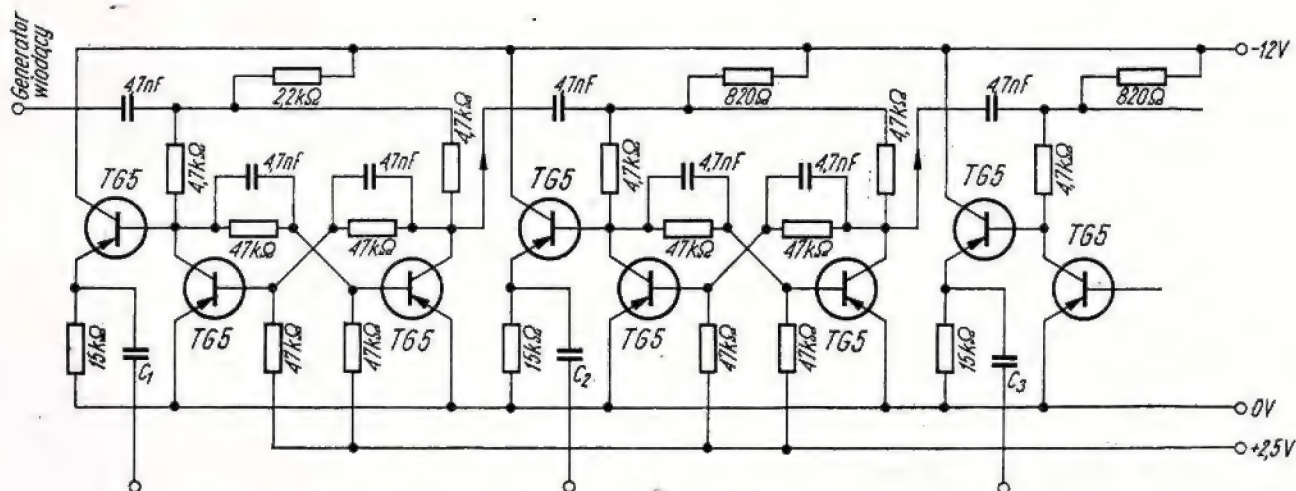 Generator
wiodący
4,7nF
2,2kΩ
4,7kΩ
4,7nF
4,7nF
4,7kΩ
TG5
47kΩ
47kΩ
TG5
TG5
15kΩ
C1
47kΩ
47kΩ
4,7nF
820Ω
4,7kΩ
4,7nF
4,7nF
4,7kΩ
TG5
47kΩ
47kΩ
TG5
TG5
15kΩ
C2
47kΩ
47kΩ
4,7nF
820Ω
4,7kΩ
TG5
TG5
15kΩ
C3
-12V
0V
+2,5V